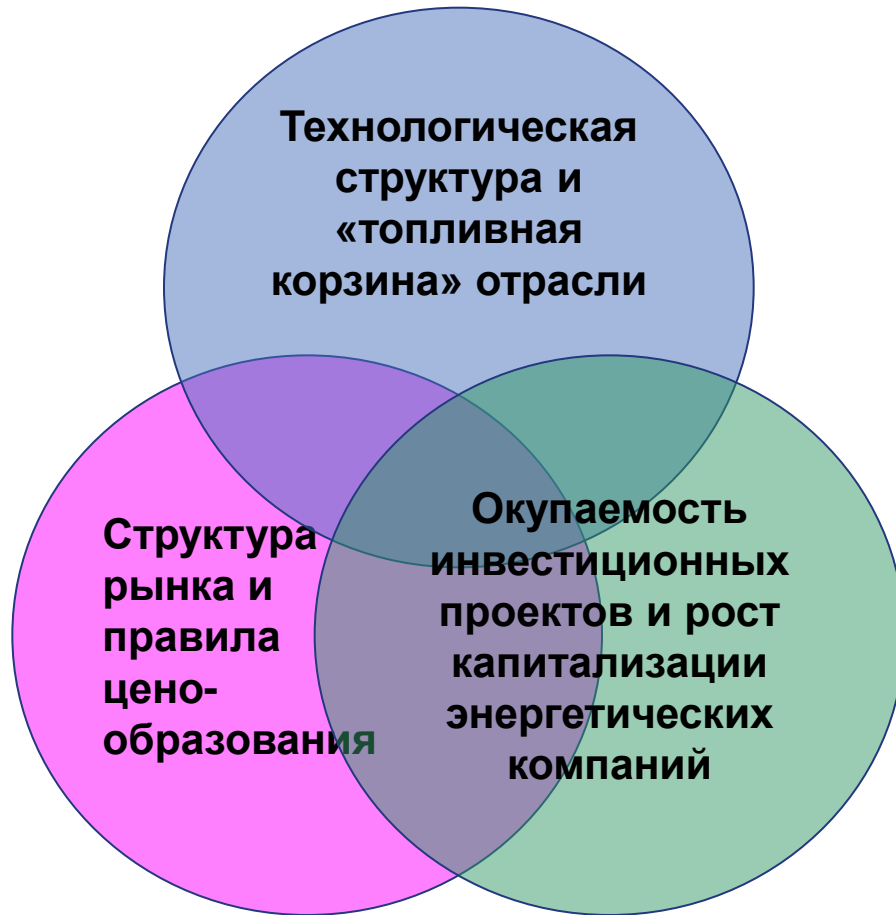 Технологическая
структура и
«топливная
корзина» отрасли
Структура
рынка и
правила
цено-
образования
Окупаемость
инвестиционных
проектов и рост
капитализации
энергетических
компаний